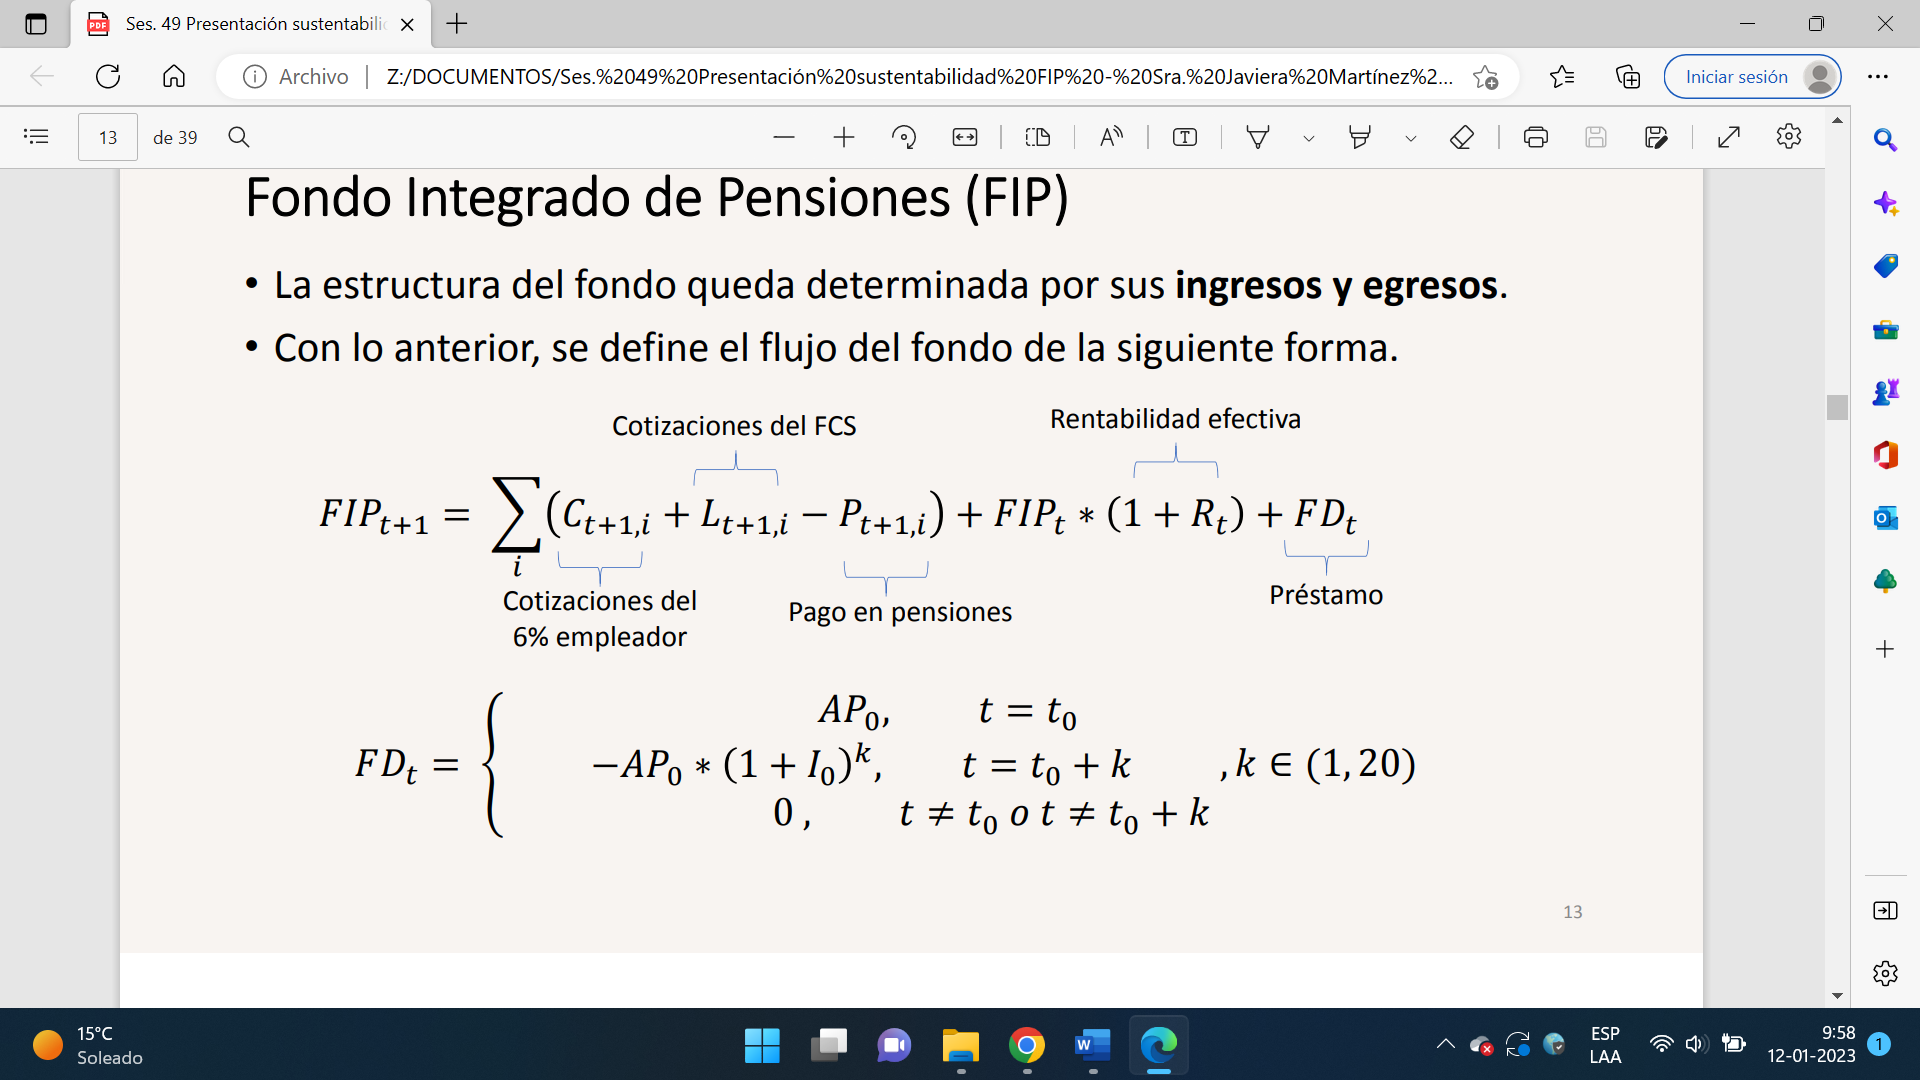 Ses. 49 Presentación sustentabili
Archivo
Z:/DOCUMENTOS/Ses.%2049%20Presentación%20sustentabilidad%20FIP%20-%20Sra.%20Javiera%20Martínez%2...
Iniciar sesión
13 de 39
Fondo Integrado de Pensiones (FIP)
• La estructura del fondo queda determinada por sus ingresos y egresos.
• Con lo anterior, se define el flujo del fondo de la siguiente forma.
Cotizaciones del FCS
Rentabilidad efectiva
FIP_{t+1} = ∑_i (C_{t+1,i} + L_{t+1,i} − P_{t+1,i}) + FIP_t ∗ (1 + R_t) + FD_t
Cotizaciones del
6% empleador
Pago en pensiones
Préstamo
AP_0, t = t_0
FD_t = { −AP_0 ∗ (1 + I_0)^k, t = t_0 + k , k ∈ (1, 20)
0 , t ≠ t_0 o t ≠ t_0 + k
13
15°C
Soleado
ESP
LAA
9:58
12-01-2023
1